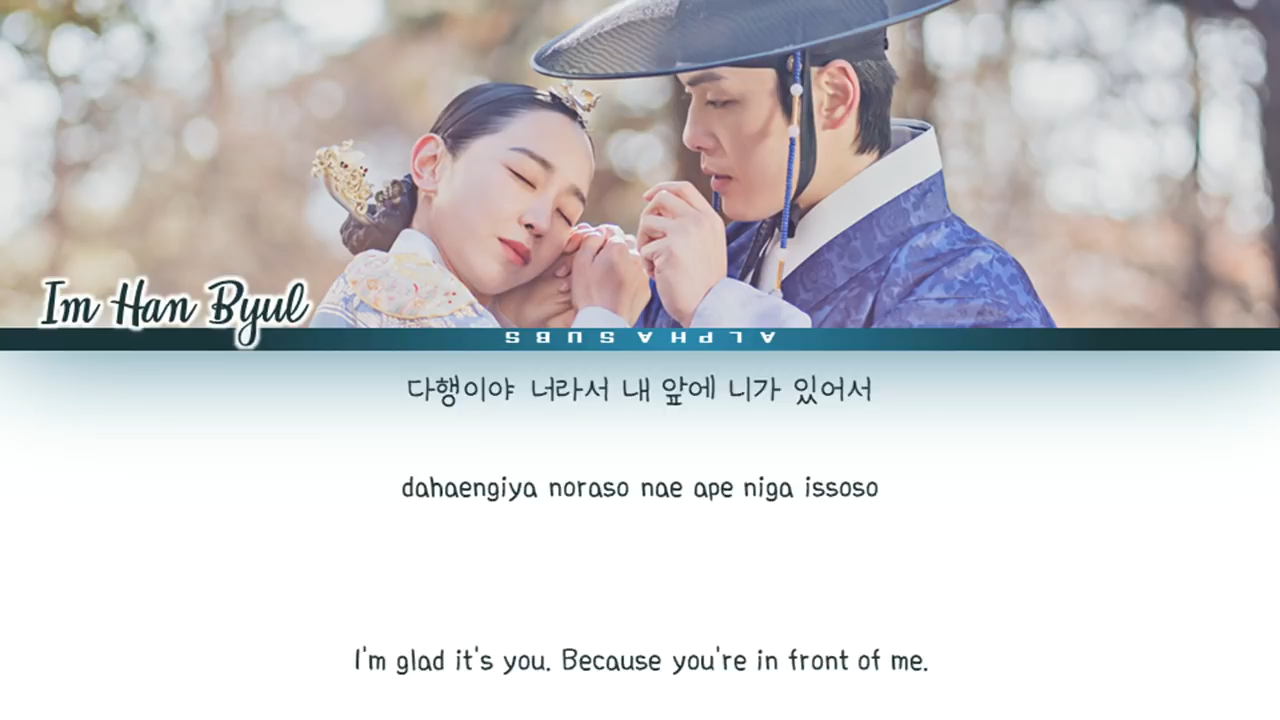 Im Han Byul
ALPHASUBS
다행이야 너라서 내 앞에 니가 있어서
dahaengiya noraso nae ape niga issoso
I'm glad it's you. Because you're in front of me.